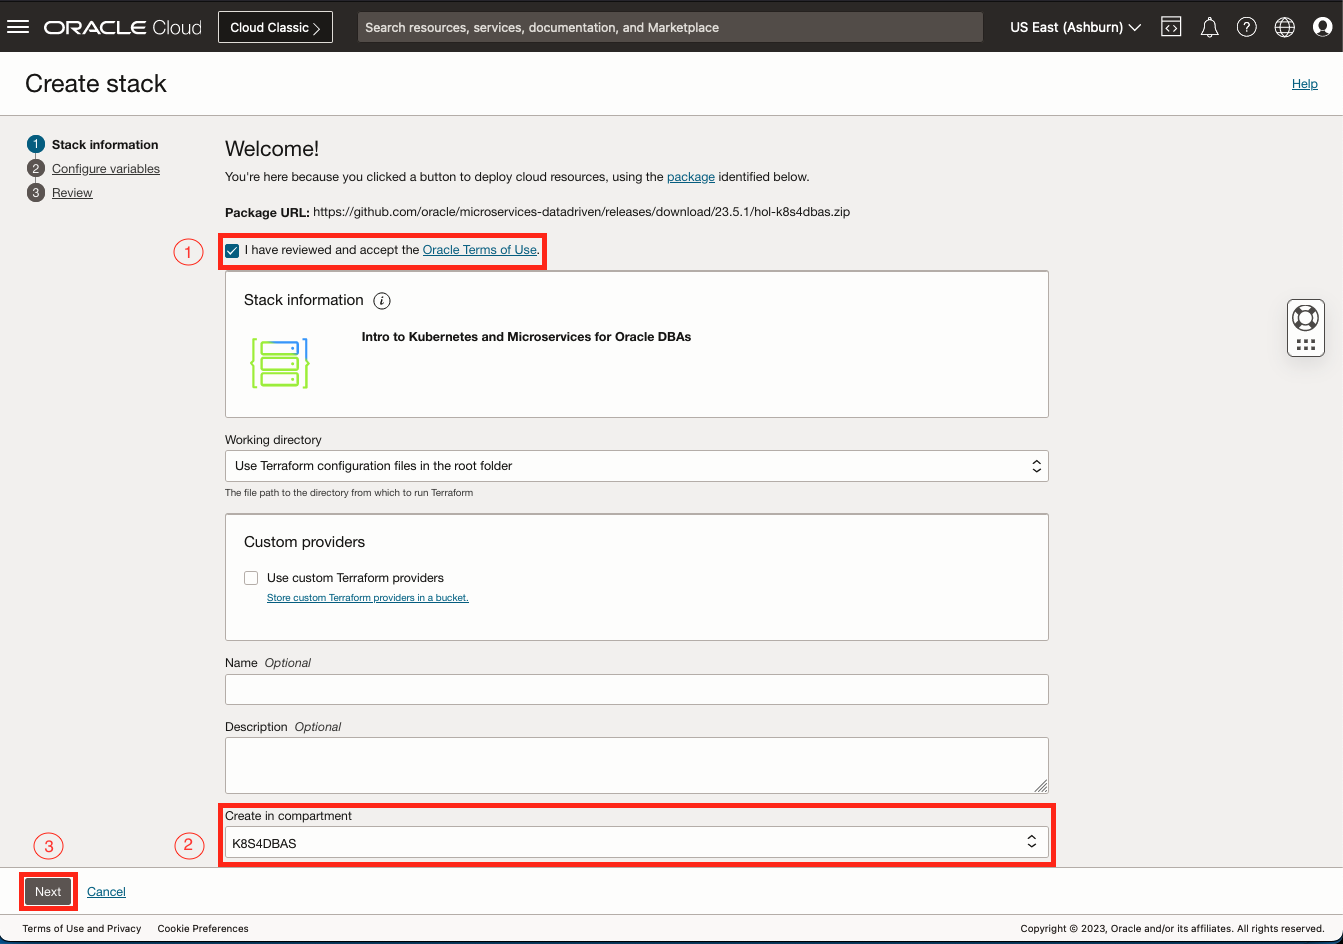 ORACLE Cloud
Cloud Classic
Search resources, services, documentation, and Marketplace
US East (Ashburn)
Create stack
Help
1 Stack information
2 Configure variables
3 Review
Welcome!
You're here because you clicked a button to deploy cloud resources, using the package identified below.
Package URL: https://github.com/oracle/microservices-datadriven/releases/download/23.5.1/hol-k8s4dbas.zip
1
I have reviewed and accept the Oracle Terms of Use.
Stack information i
Intro to Kubernetes and Microservices for Oracle DBAs
Working directory
Use Terraform configuration files in the root folder
The file path to the directory from which to run Terraform
Custom providers
Use custom Terraform providers
Store custom Terraform providers in a bucket.
Name Optional
Description Optional
Create in compartment
2
K8S4DBAS
3
Next
Cancel
Terms of Use and Privacy
Cookie Preferences
Copyright © 2023, Oracle and/or its affiliates. All rights reserved.